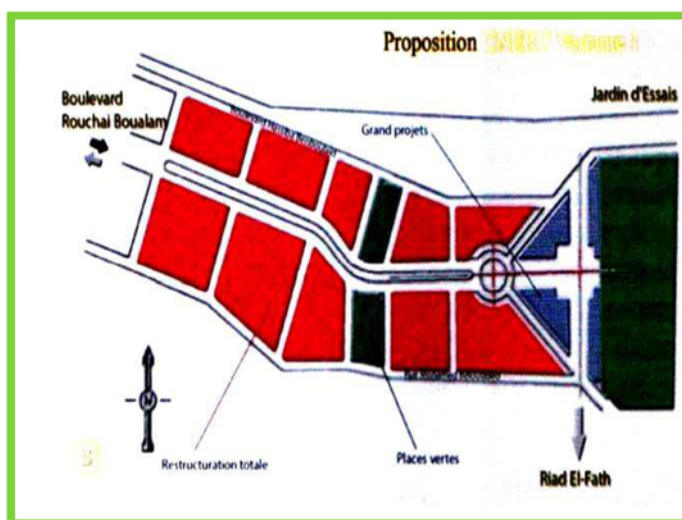 Proposition
Boulevard
Rouchai Boualam
Jardin d'Essais
Grand projets
N
Restructuration totale
Places vertes
Riad El-Fath